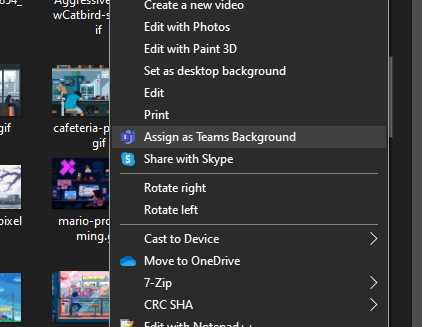 Aggressive
wCatbird-s
if
gif
cafeteria-p
gif
pixel
mario-pro
ming.g
Create a new video
Edit with Photos
Edit with Paint 3D
Set as desktop background
Edit
Print
Assign as Teams Background
Share with Skype
Rotate right
Rotate left
Cast to Device
Move to OneDrive
7-Zip
CRC SHA
Edit with Notepad++